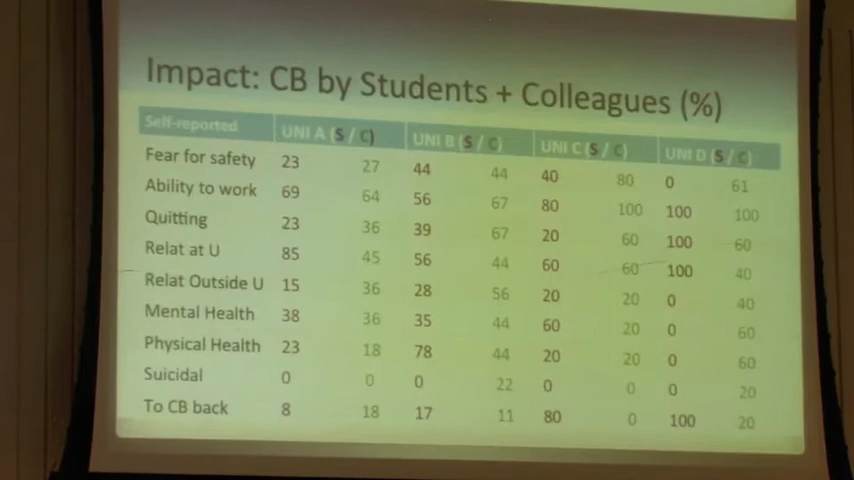 Impact: CB by Students + Colleagues (%)
Self-reported UNI A (S / C) UNI B (S / C) UNI C (S / C) UNI D (S / C)
Fear for safety 23 27 44 44 40 80 0 61
Ability to work 69 64 56 67 80 100 100 100
Quitting 23 36 39 67 20 60 100 60
Relat at U 85 45 56 44 60 60 100 40
Relat Outside U 15 36 28 56 20 20 0 40
Mental Health 38 36 35 44 60 20 0 60
Physical Health 23 18 78 44 20 20 0 60
Suicidal 0 0 0 22 0 0 0 20
To CB back 8 18 17 11 80 0 100 20